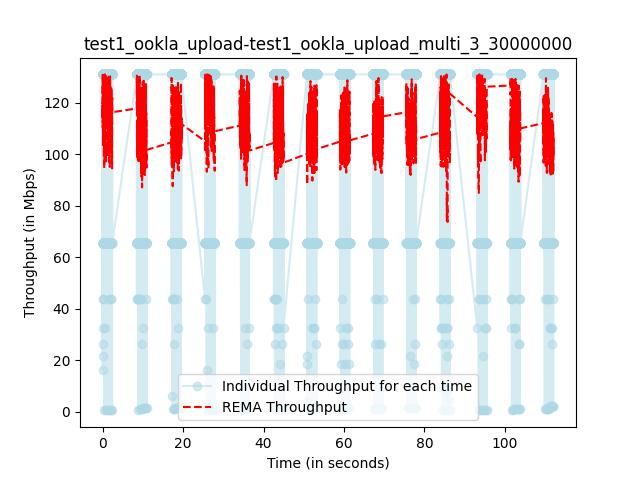 test1_ookla_upload-test1_ookla_upload_multi_3_30000000
Throughput (in Mbps)
120
100
80
60
40
20
0
Individual Throughput for each time
REMA Throughput
0 20 40 60 80 100
Time (in seconds)